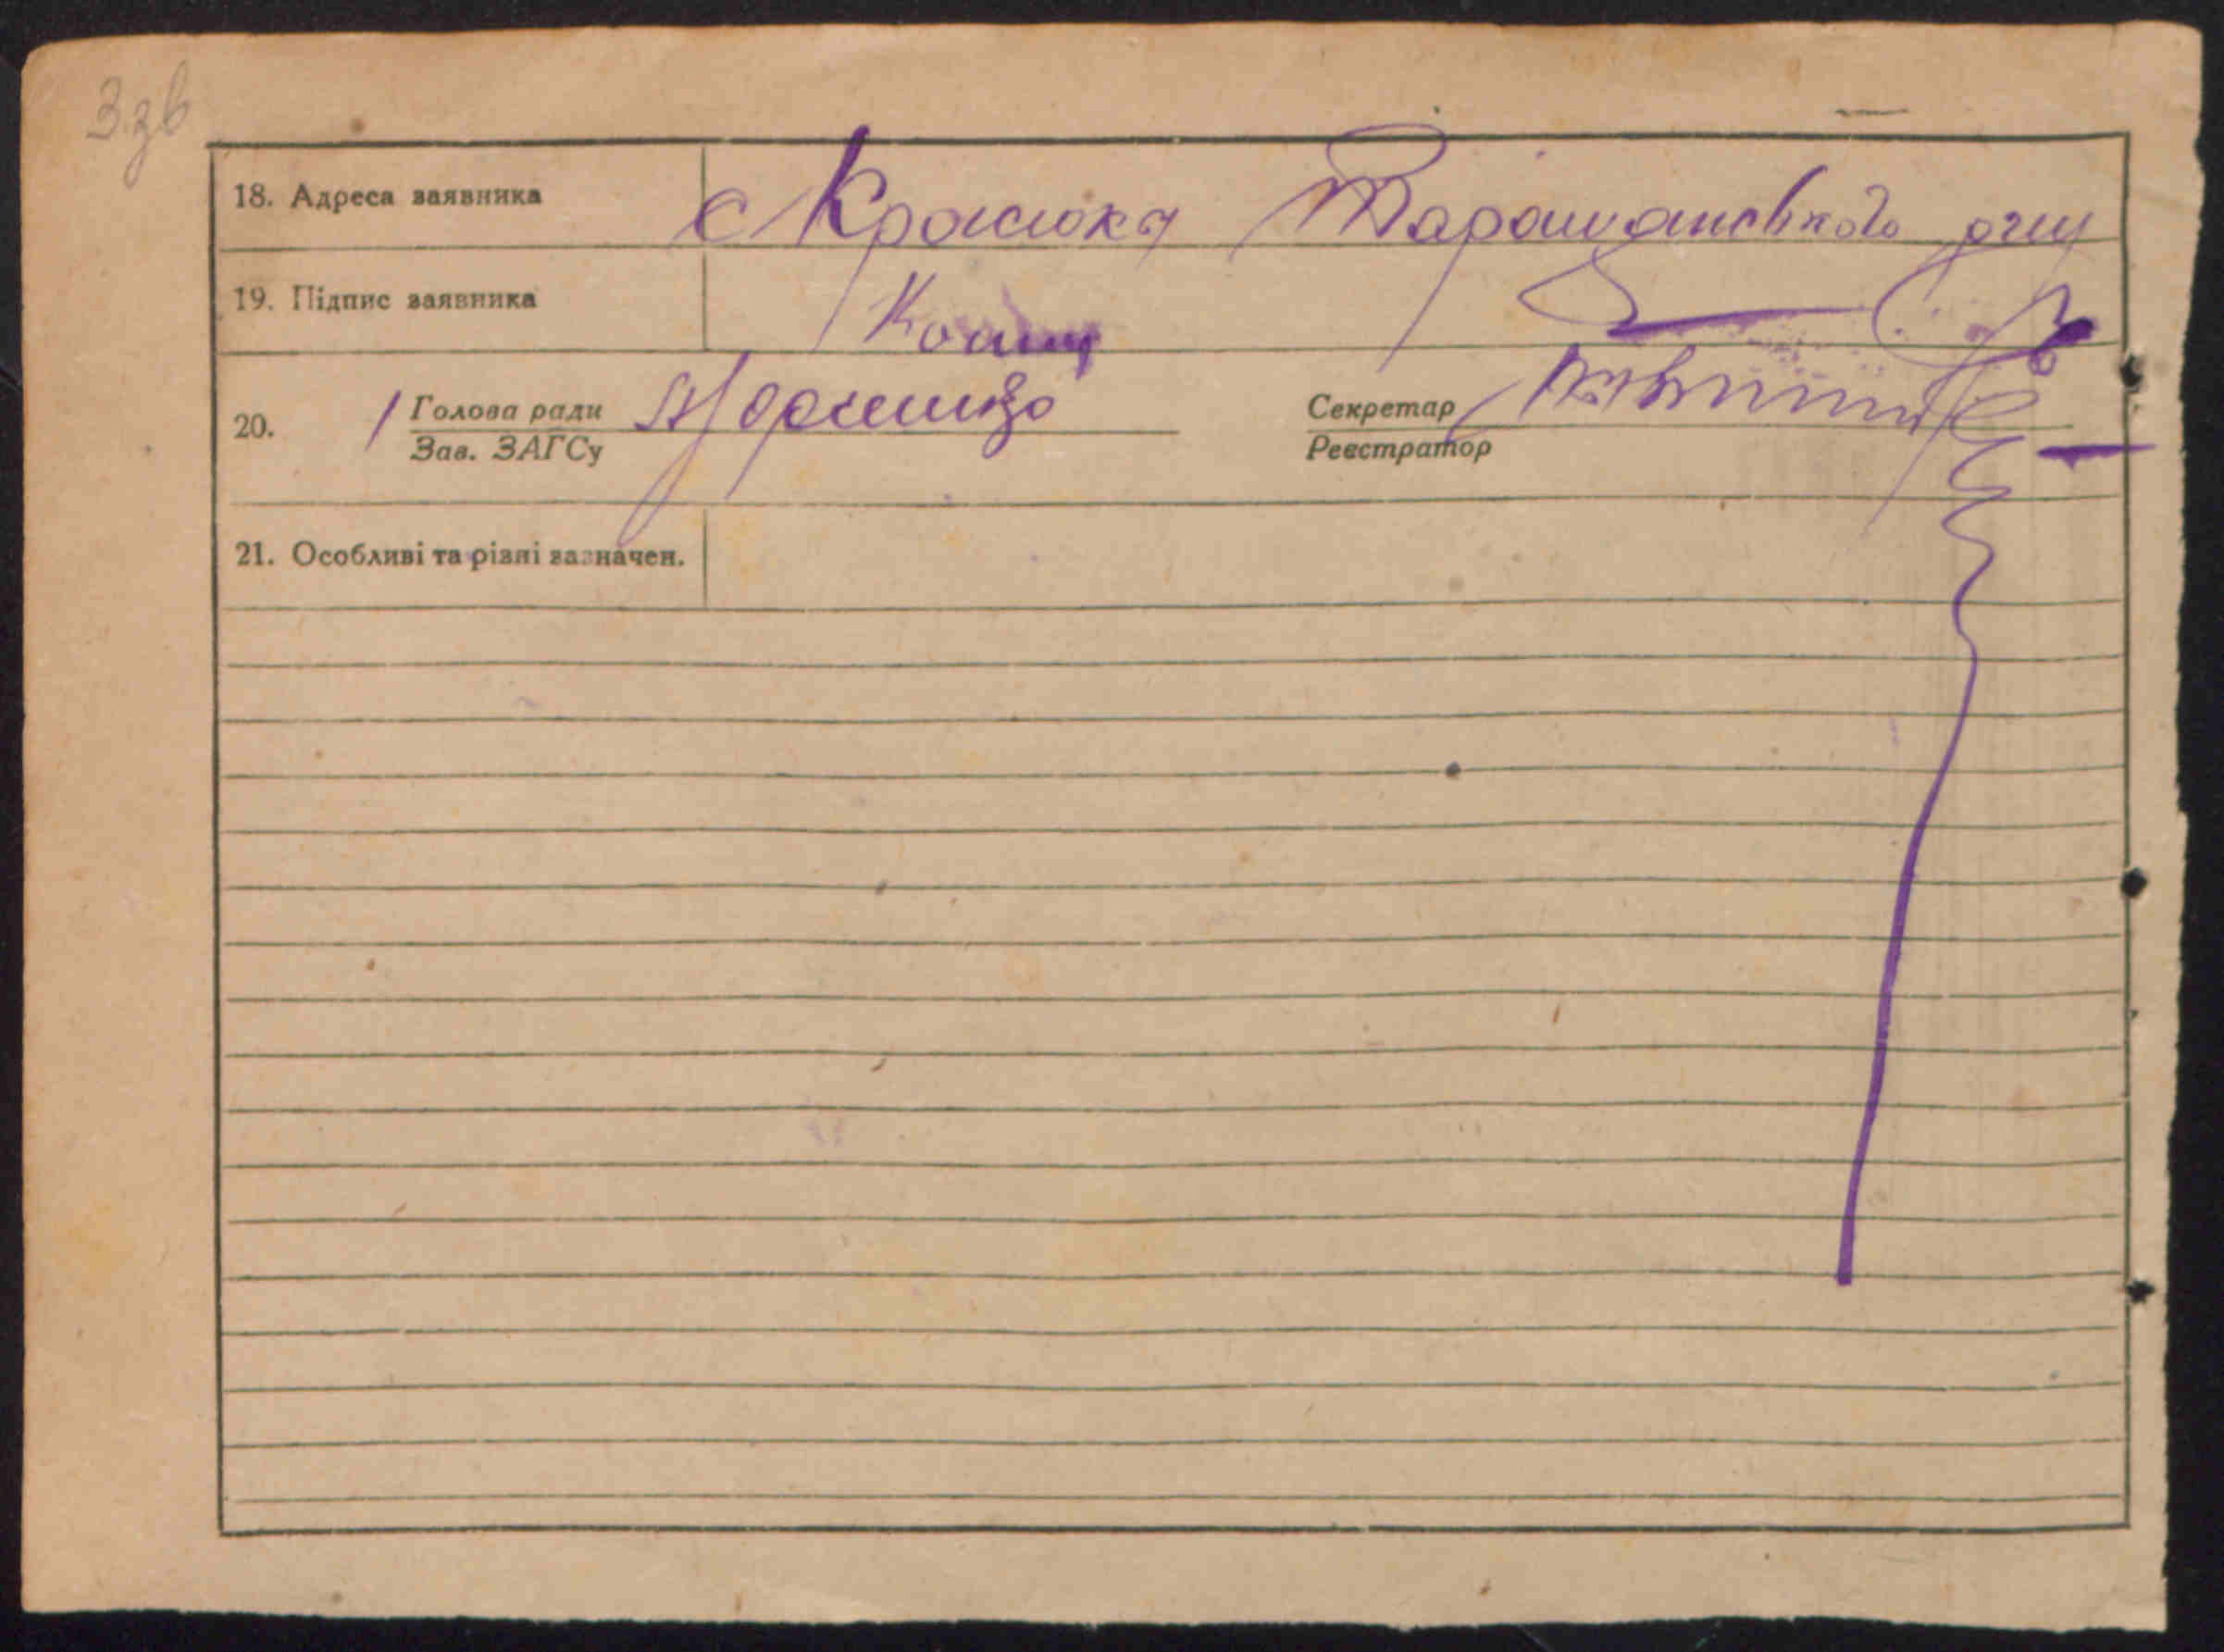 3зв
18. Адреса заявника с Красюка Таращанського р-ну
19. Підпис заявника
20. Голова ради Секретар
Зав. ЗАГСу Реєстратор
21. Особливі та різні зазначен.